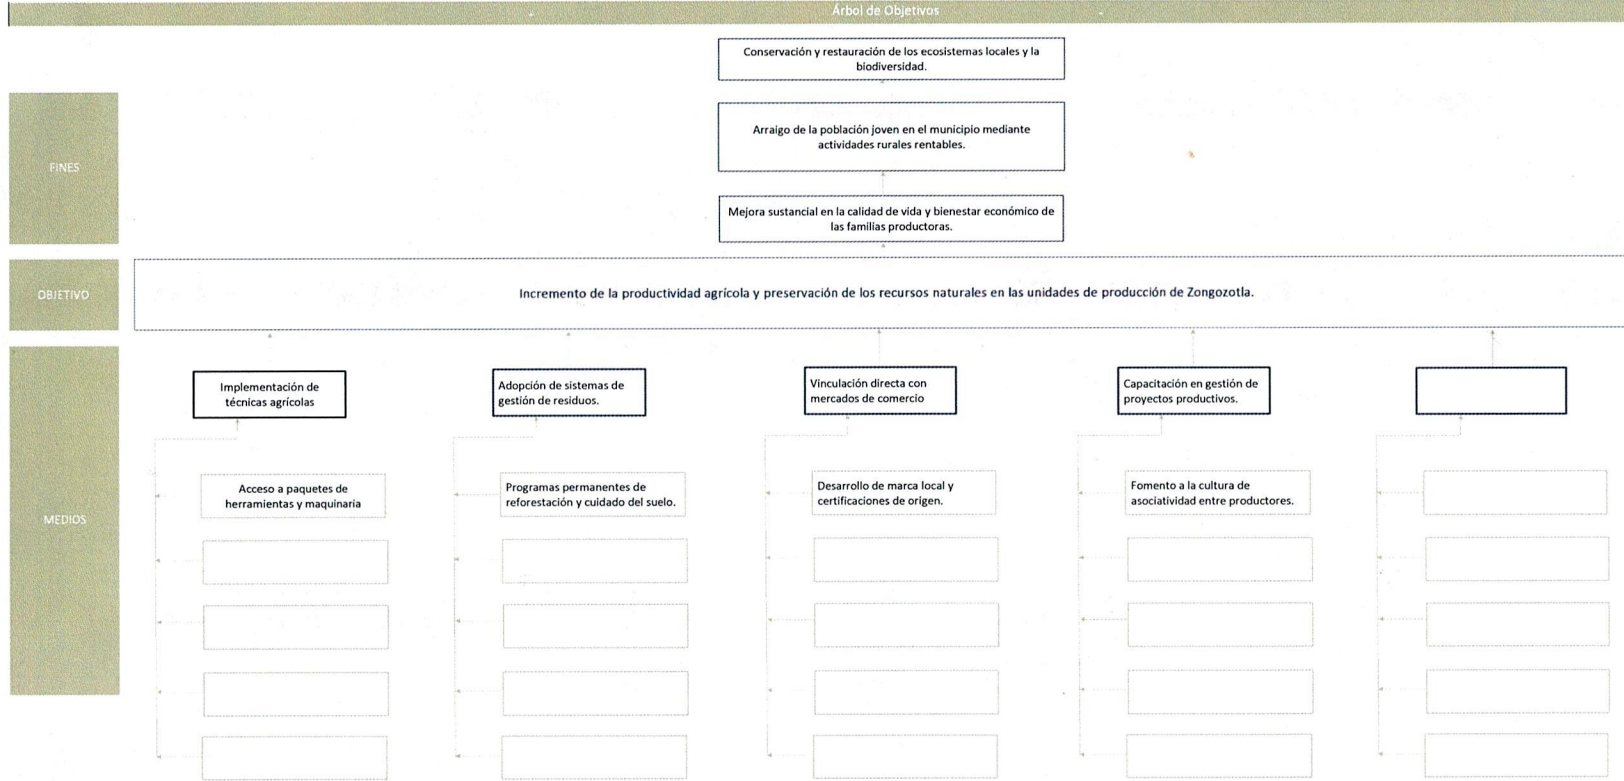 Árbol de Objetivos
Conservación y restauración de los ecosistemas locales y la
biodiversidad.
FINES
Arraigo de la población joven en el municipio mediante
actividades rurales rentables.
Mejora sustancial en la calidad de vida y bienestar económico de
las familias productoras.
OBJETIVO
Incremento de la productividad agrícola y preservación de los recursos naturales en las unidades de producción de Zongozotla.
MEDIOS
Implementación de
técnicas agrícolas
Adopción de sistemas de
gestión de residuos.
Vinculación directa con
mercados de comercio
Capacitación en gestión de
proyectos productivos.
Acceso a paquetes de
herramientas y maquinaria
Programas permanentes de
reforestación y cuidado del suelo.
Desarrollo de marca local y
certificaciones de origen.
Fomento a la cultura de
asociatividad entre productores.